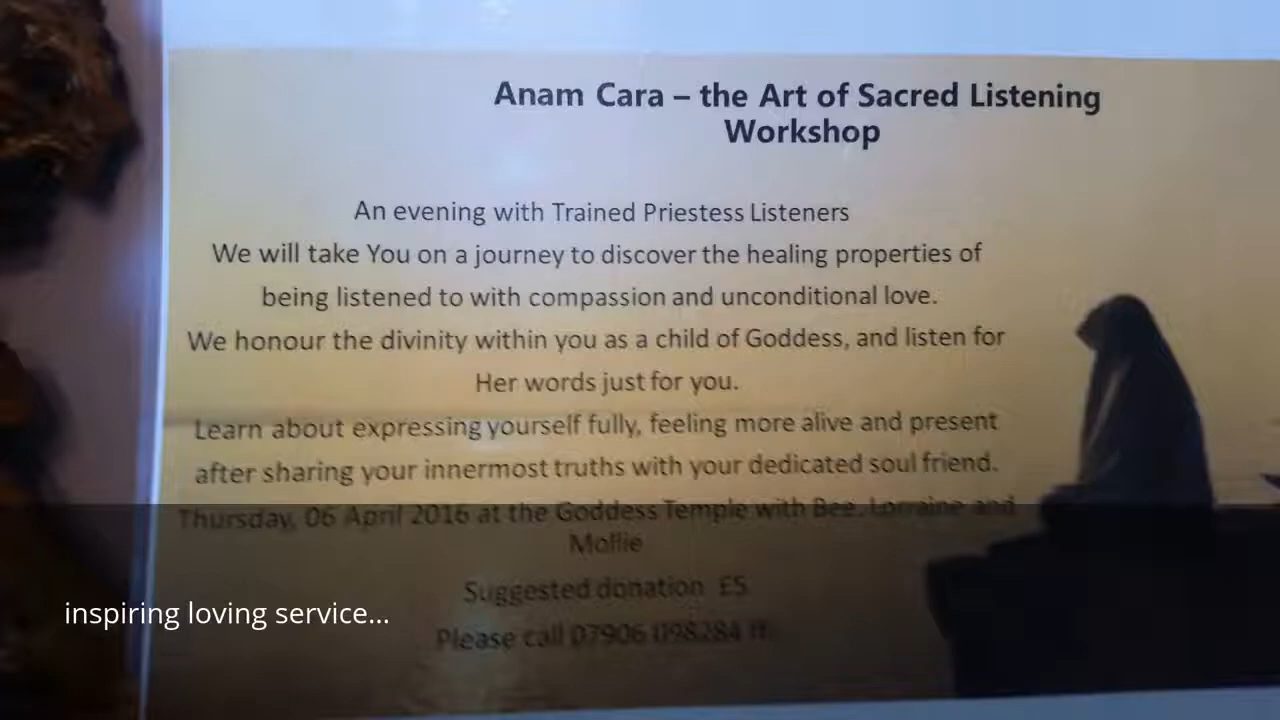 Anam Cara – the Art of Sacred Listening
Workshop
An evening with Trained Priestess Listeners
We will take You on a journey to discover the healing properties of
being listened to with compassion and unconditional love.
We honour the divinity within you as a child of Goddess, and listen for
Her words just for you.
Learn about expressing yourself fully, feeling more alive and present
after sharing your innermost truths with your dedicated soul friend.
Thursday, 06 April 2016 at the Goddess Temple with Bee, Lorraine and
Mollie
Suggested donation £5
Please call 07906 098284
inspiring loving service...